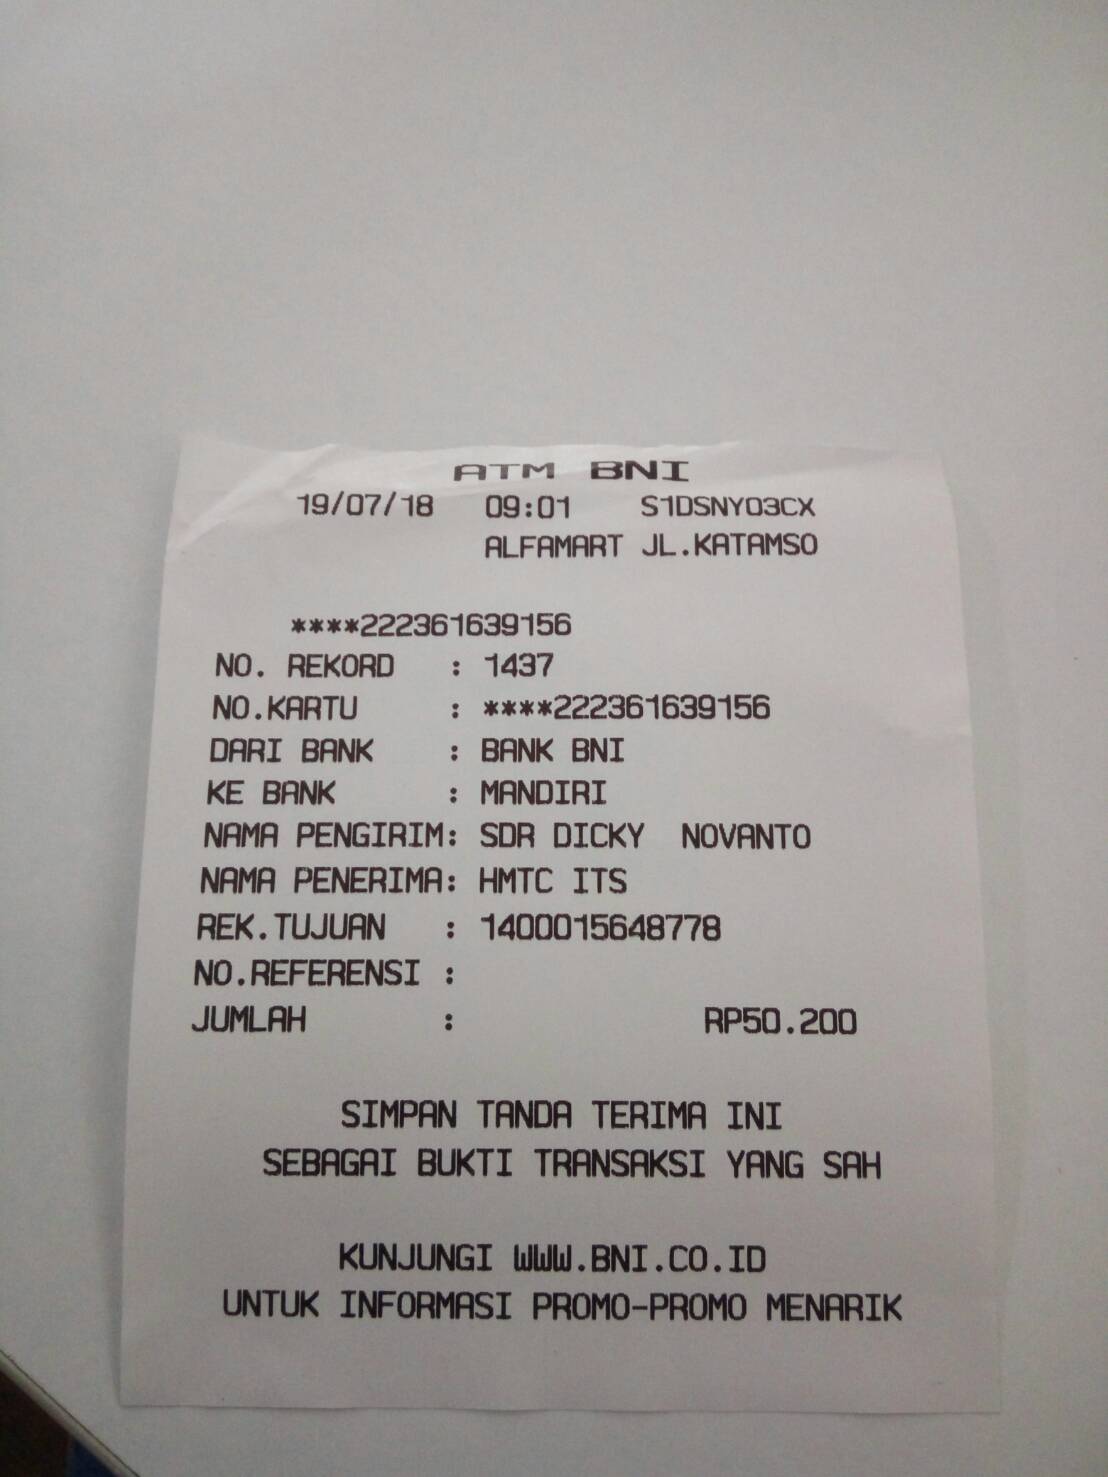 ATM BNI
19/07/18 09:01 S1DSNY03CX
ALFAMART JL.KATAMSO
****222361639156
NO. REKORD : 1437
NO.KARTU : ****222361639156
DARI BANK : BANK BNI
KE BANK : MANDIRI
NAMA PENGIRIM: SDR DICKY NOVANTO
NAMA PENERIMA: HMTC ITS
REK.TUJUAN : 1400015648778
NO.REFERENSI :
JUMLAH : RP50.200
SIMPAN TANDA TERIMA INI
SEBAGAI BUKTI TRANSAKSI YANG SAH
KUNJUNGI WWW.BNI.CO.ID
UNTUK INFORMASI PROMO-PROMO MENARIK